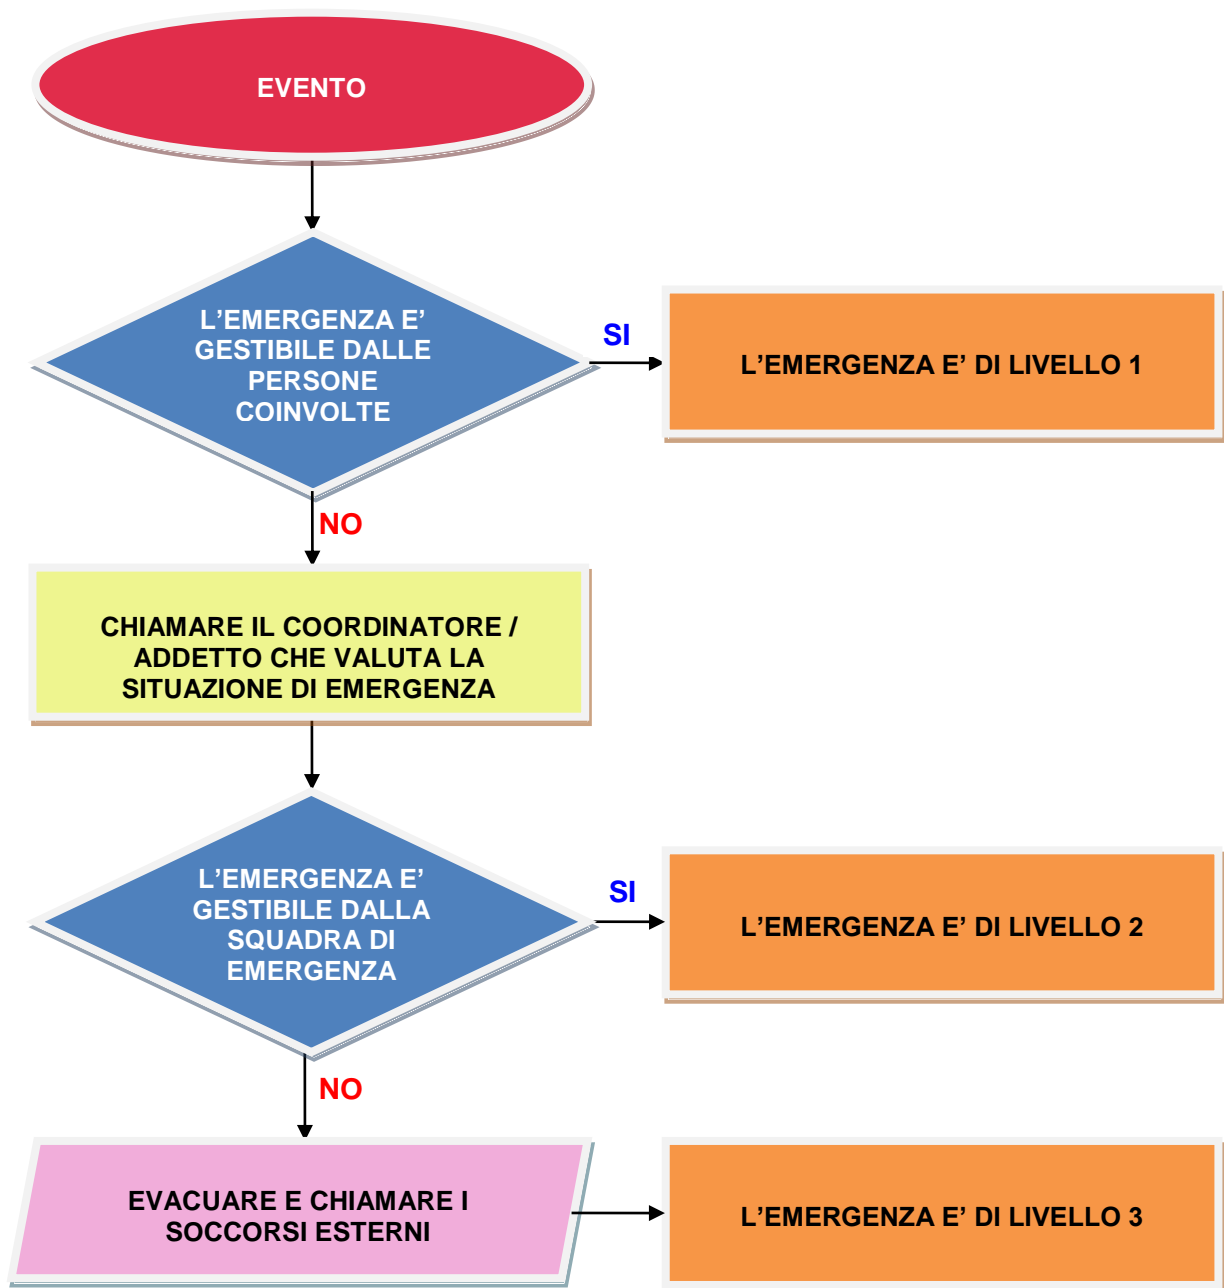 EVENTO
L’EMERGENZA E’
GESTIBILE DALLE
PERSONE
COINVOLTE
SI
L’EMERGENZA E’ DI LIVELLO 1
NO
CHIAMARE IL COORDINATORE /
ADDETTO CHE VALUTA LA
SITUAZIONE DI EMERGENZA
L’EMERGENZA E’
GESTIBILE DALLA
SQUADRA DI
EMERGENZA
SI
L’EMERGENZA E’ DI LIVELLO 2
NO
EVACUARE E CHIAMARE I
SOCCORSI ESTERNI
L’EMERGENZA E’ DI LIVELLO 3